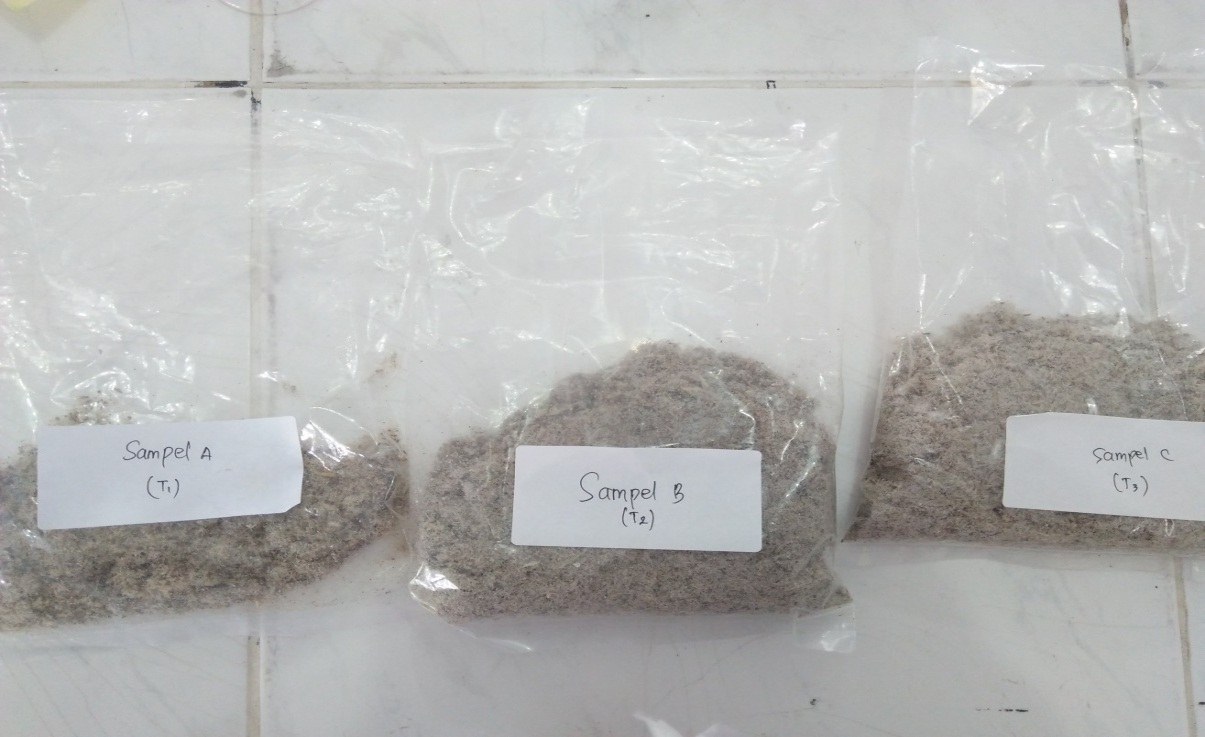 Sampel A
(T₁)
Sampel B
(T₂)
Sampel C
(T₃)